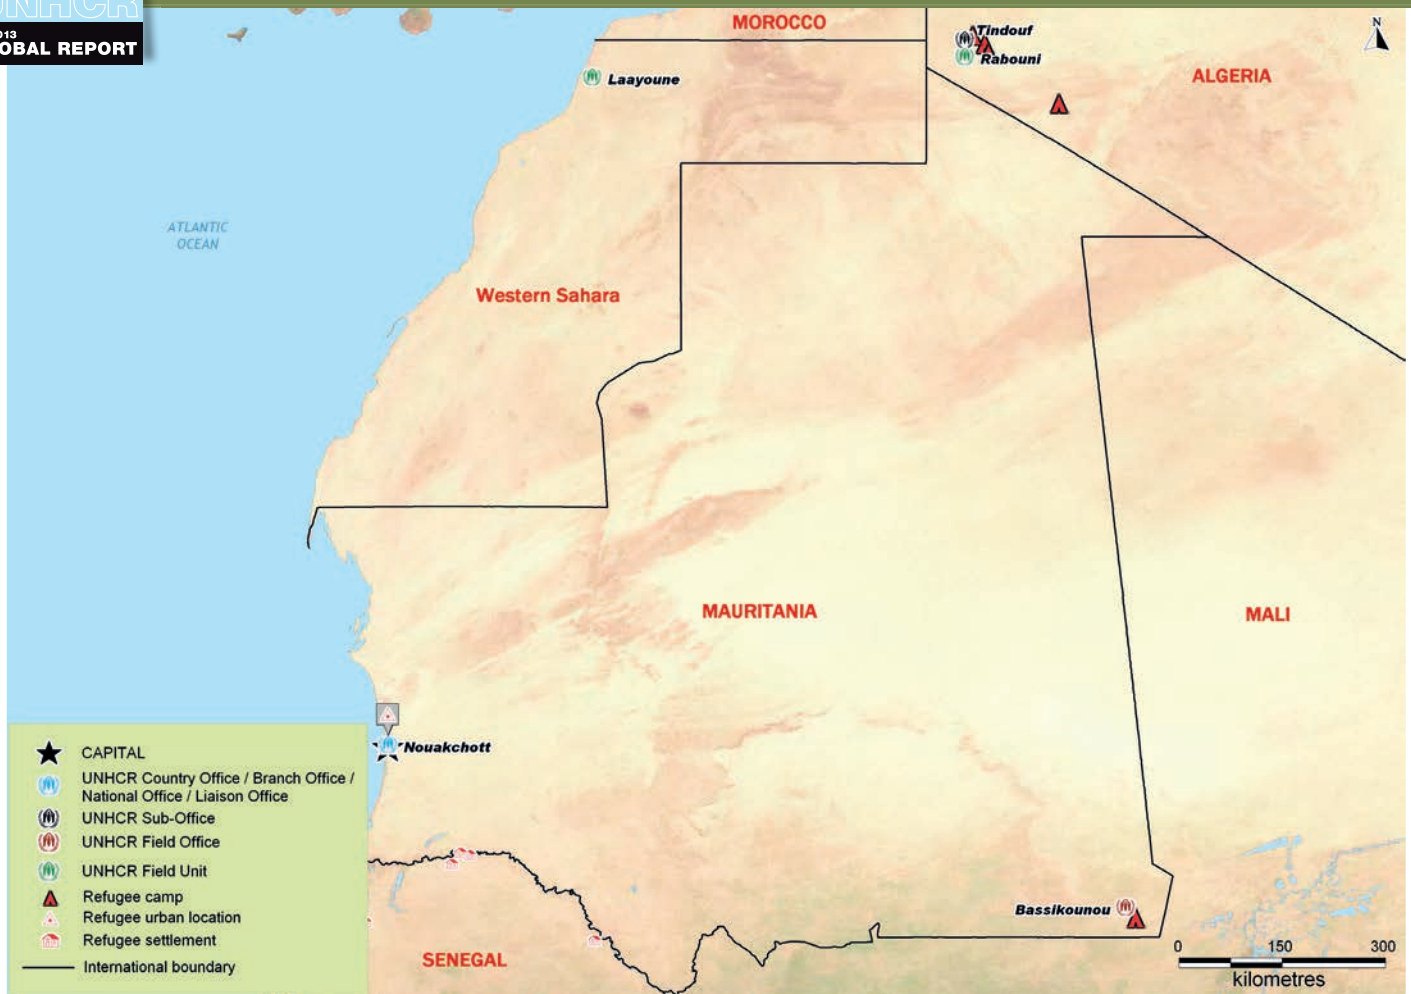 UNHCR
OBAL REPORT
MOROCCO
Tindouf
Rabouni
N
ALGERIA
Laayoune
ATLANTIC
OCEAN
Western Sahara
MAURITANIA
MALI
Nouakchott
CAPITAL
UNHCR Country Office / Branch Office /
National Office / Liaison Office
UNHCR Sub-Office
UNHCR Field Office
UNHCR Field Unit
Refugee camp
Refugee urban location
Refugee settlement
International boundary
Bassikounou
SENEGAL
0 150 300
kilometres